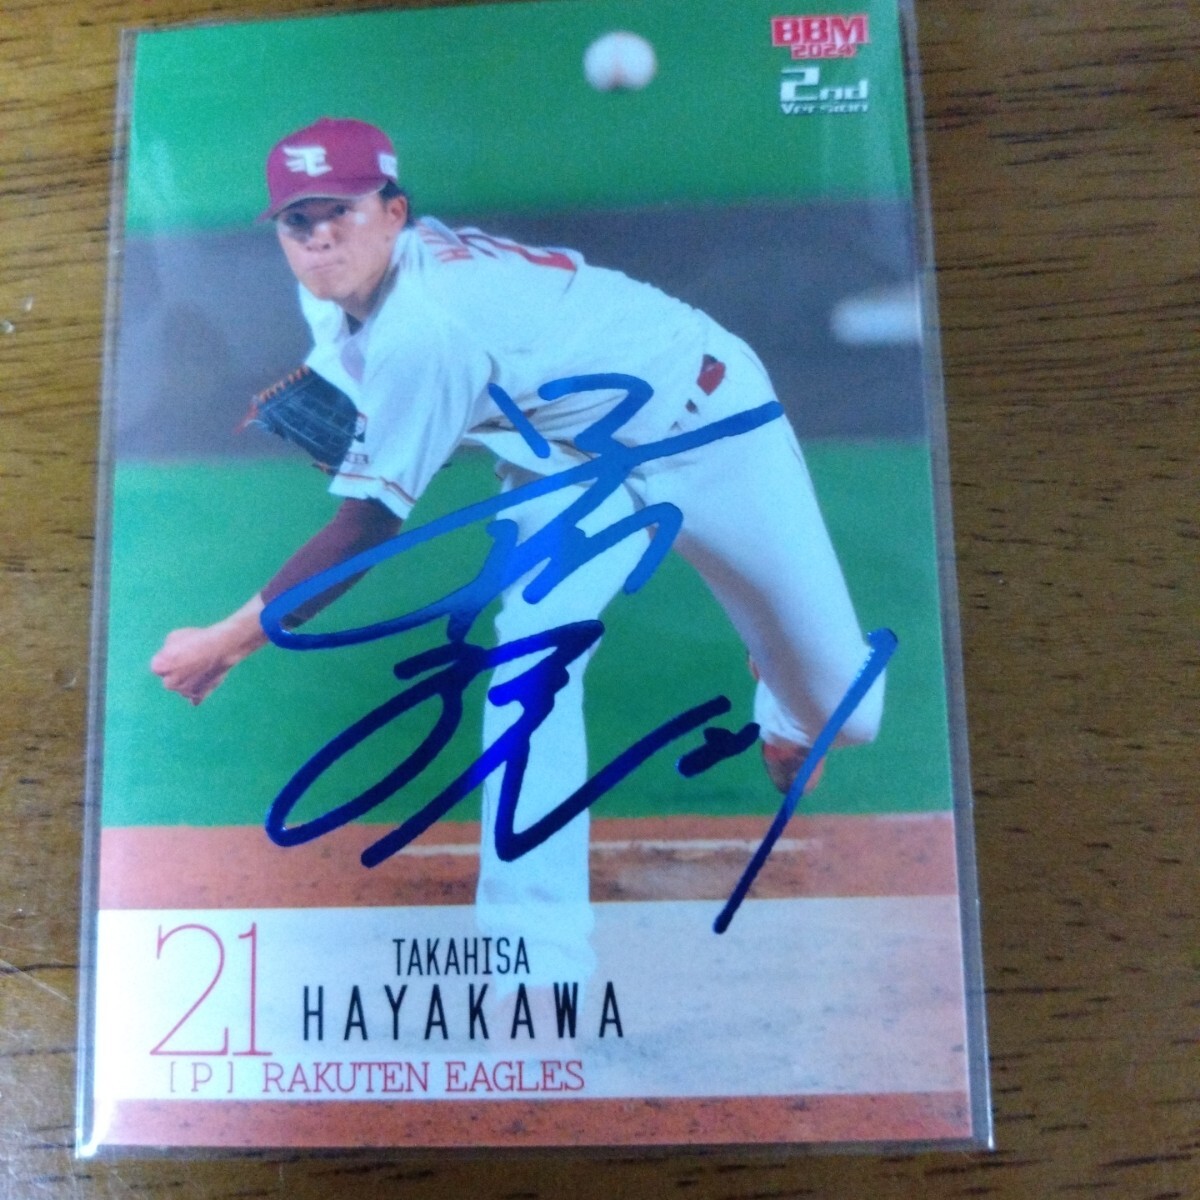 BBM
2024
2nd
Version
21
TAKAHISA
HAYAKAWA
[P] RAKUTEN EAGLES